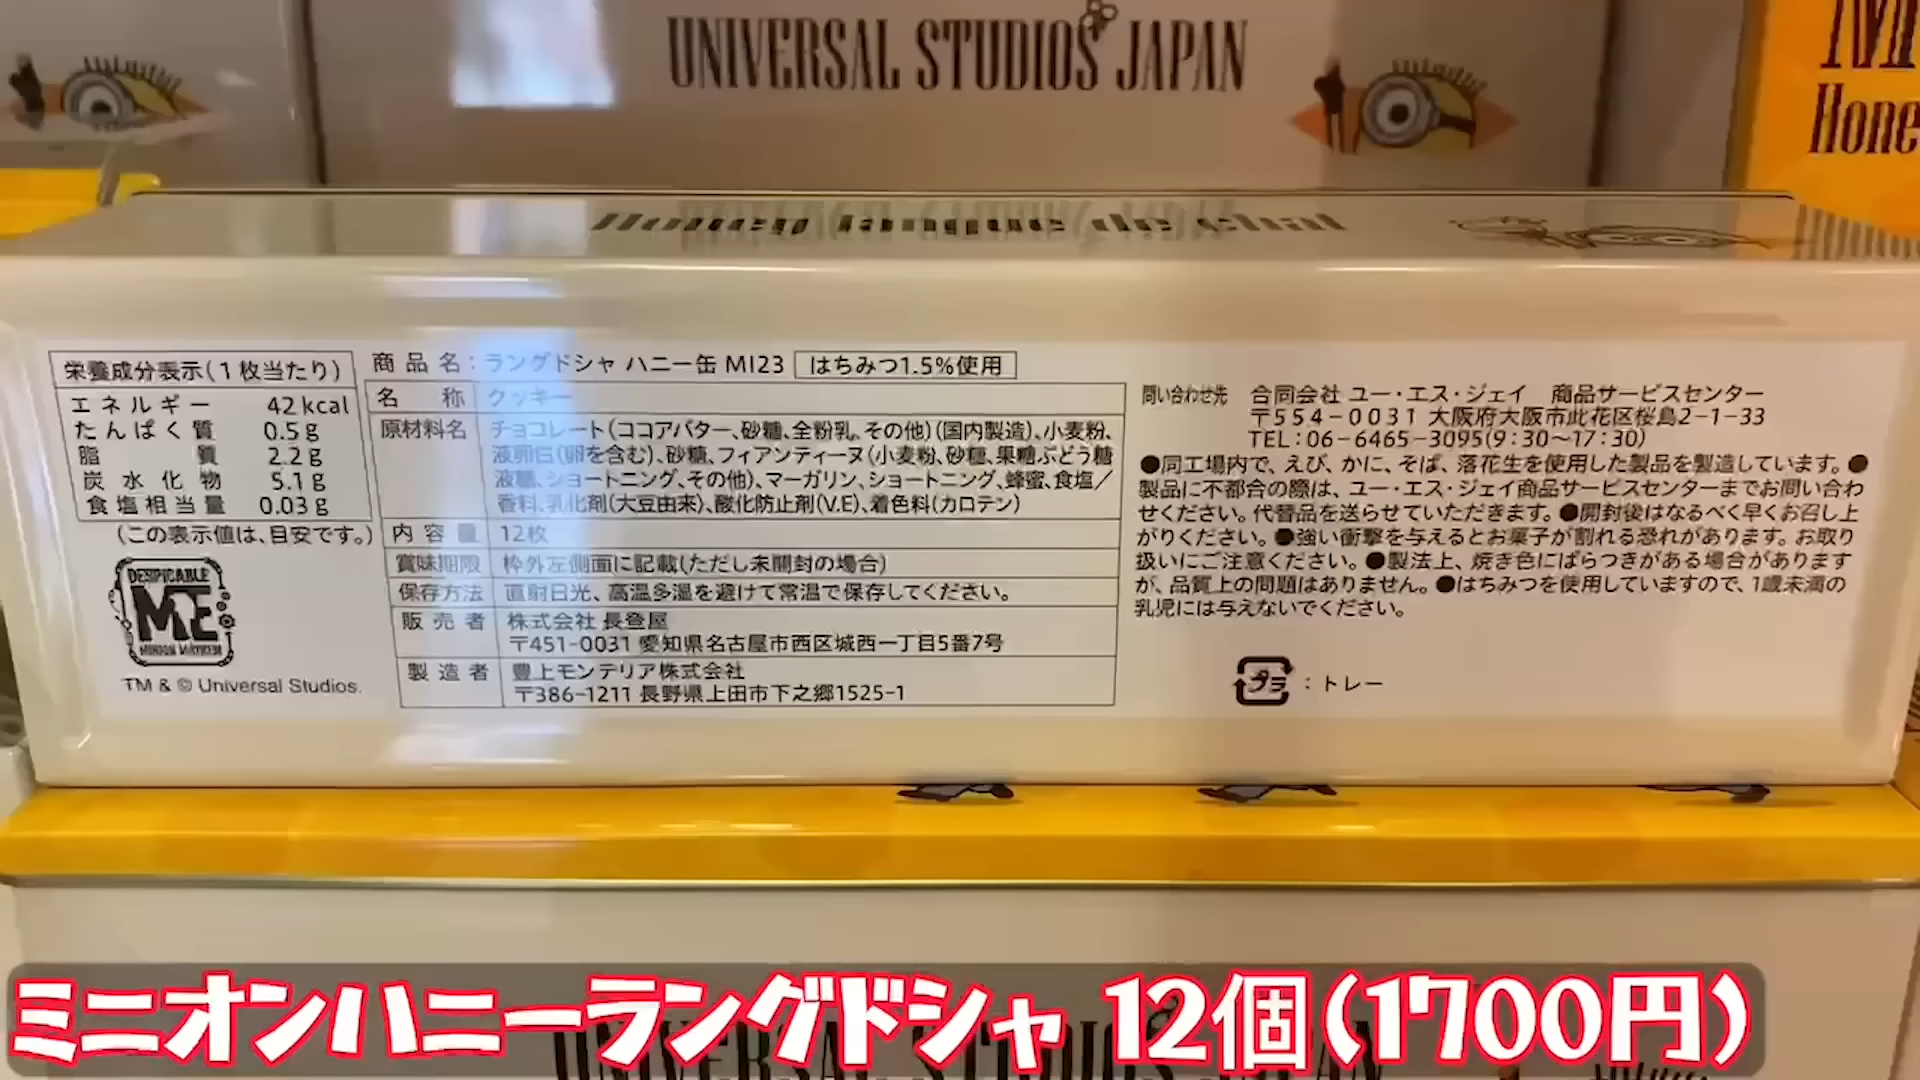 UNIVERSAL STUDIOS JAPAN
Hone
Honey Langue de chat
栄養成分表示(1枚当たり)
エネルギー 42kcal
たんぱく質 0.5g
脂質 2.2g
炭水化物 5.1g
食塩相当量 0.03g
(この表示値は、目安です。)
DESPICABLE
ME
MINION MAYHEM
TM & © Universal Studios.
商品名:ラングドシャ ハニー缶 MI23 はちみつ1.5%使用
名称 クッキー
原材料名 チョコレート(ココアバター、砂糖、全粉乳、その他)(国内製造)、小麦粉、
液卵白(卵を含む)、砂糖、フィアンティーヌ(小麦粉、砂糖、果糖ぶどう糖
液糖、ショートニング、その他)、マーガリン、ショートニング、蜂蜜、食塩/
香料、乳化剤(大豆由来)、酸化防止剤(V.E)、着色料(カロテン)
内容量 12枚
賞味期限 枠外左側面に記載(ただし未開封の場合)
保存方法 直射日光、高温多湿を避けて常温で保存してください。
販売者 株式会社 長登屋
〒451-0031 愛知県名古屋市西区城西一丁目5番7号
製造者 豊上モンテリア株式会社
〒386-1211 長野県上田市下之郷1525-1
問い合わせ先 合同会社 ユー・エス・ジェイ 商品サービスセンター
〒554-0031 大阪府大阪市此花区桜島2-1-33
TEL:06-6465-3095(9:30~17:30)
●同工場内で、えび、かに、そば、落花生を使用した製品を製造しています。●
製品に不都合の際は、ユー・エス・ジェイ商品サービスセンターまでお問い合わ
せください。代替品を送らせていただきます。●開封後はなるべく早くお召し上
がりください。●強い衝撃を与えるとお菓子が割れる恐れがあります。お取り
扱いにご注意ください。●製法上、焼き色にばらつきがある場合があります
が、品質上の問題はありません。●はちみつを使用していますので、1歳未満の
乳児には与えないでください。
プラ:トレー
ミニオンハニーラングドシャ 12個(1700円)
UNIVERSAL STUDIOS JAPAN